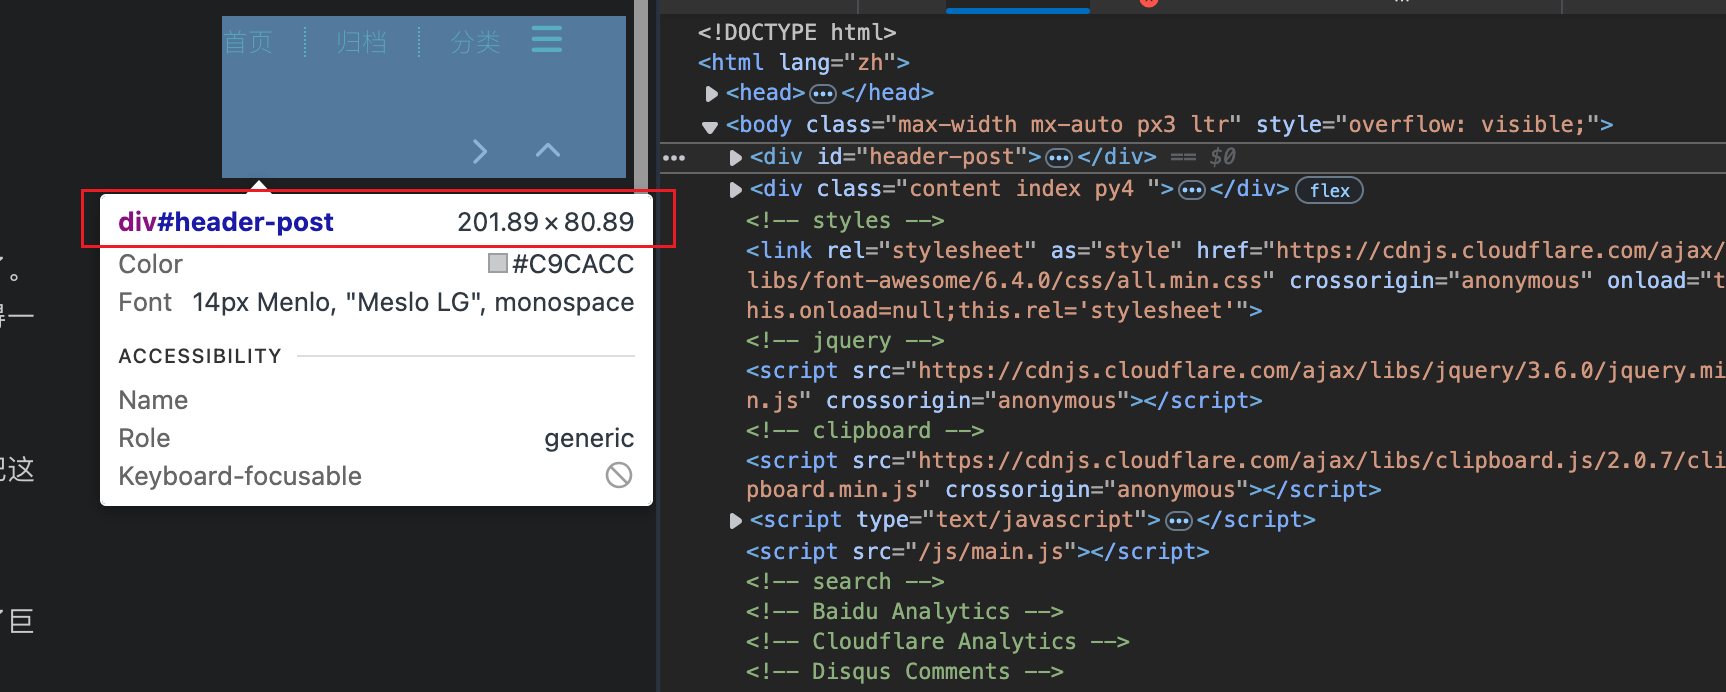 首页 归档 分类
。
一
这
巨
div#header-post 201.89 × 80.89
Color #C9CACC
Font 14px Menlo, "Meslo LG", monospace
ACCESSIBILITY
Name
Role generic
Keyboard-focusable
<!DOCTYPE html>
<html lang="zh">
<head>…</head>
<body class="max-width mx-auto px3 ltr" style="overflow: visible;">
… <div id="header-post">…</div> == $0
<div class="content index py4 ">…</div> flex
<!-- styles -->
<link rel="stylesheet" as="style" href="https://cdnjs.cloudflare.com/ajax/
libs/font-awesome/6.4.0/css/all.min.css" crossorigin="anonymous" onload="t
his.onload=null;this.rel='stylesheet'">
<!-- jquery -->
<script src="https://cdnjs.cloudflare.com/ajax/libs/jquery/3.6.0/jquery.mi
n.js" crossorigin="anonymous"></script>
<!-- clipboard -->
<script src="https://cdnjs.cloudflare.com/ajax/libs/clipboard.js/2.0.7/cli
pboard.min.js" crossorigin="anonymous"></script>
<script type="text/javascript">…</script>
<script src="/js/main.js"></script>
<!-- search -->
<!-- Baidu Analytics -->
<!-- Cloudflare Analytics -->
<!-- Disqus Comments -->